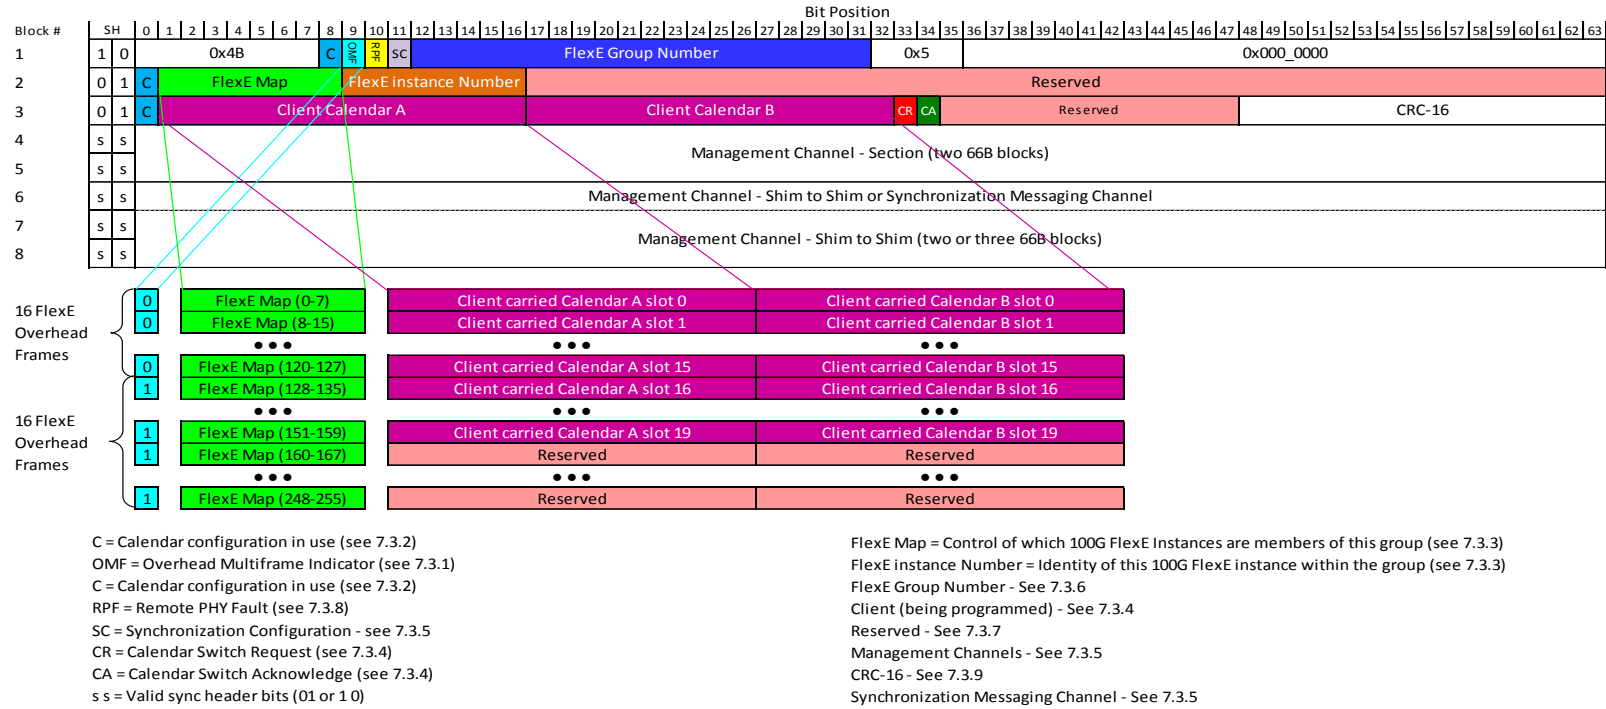 Bit Position
Block # SH 0 1 2 3 4 5 6 7 8 9 10 11 12 13 14 15 16 17 18 19 20 21 22 23 24 25 26 27 28 29 30 31 32 33 34 35 36 37 38 39 40 41 42 43 44 45 46 47 48 49 50 51 52 53 54 55 56 57 58 59 60 61 62 63
1 1 0 0x4B C OMF RPF SC FlexE Group Number 0x5 0x000_0000
2 0 1 C FlexE Map FlexE instance Number Reserved
3 0 1 C Client Calendar A Client Calendar B CR CA Reserved CRC-16
4 s s
Management Channel - Section (two 66B blocks)
5 s s
6 s s Management Channel - Shim to Shim or Synchronization Messaging Channel
7 s s
Management Channel - Shim to Shim (two or three 66B blocks)
8 s s
16 FlexE
Overhead
Frames
0 FlexE Map (0-7) Client carried Calendar A slot 0 Client carried Calendar B slot 0
0 FlexE Map (8-15) Client carried Calendar A slot 1 Client carried Calendar B slot 1
••• ••• •••
0 FlexE Map (120-127) Client carried Calendar A slot 15 Client carried Calendar B slot 15
1 FlexE Map (128-135) Client carried Calendar A slot 16 Client carried Calendar B slot 16
••• ••• •••
16 FlexE
Overhead
Frames
1 FlexE Map (151-159) Client carried Calendar A slot 19 Client carried Calendar B slot 19
1 FlexE Map (160-167) Reserved Reserved
••• ••• •••
1 FlexE Map (248-255) Reserved Reserved
C = Calendar configuration in use (see 7.3.2)
OMF = Overhead Multiframe Indicator (see 7.3.1)
C = Calendar configuration in use (see 7.3.2)
RPF = Remote PHY Fault (see 7.3.8)
SC = Synchronization Configuration - see 7.3.5
CR = Calendar Switch Request (see 7.3.4)
CA = Calendar Switch Acknowledge (see 7.3.4)
s s = Valid sync header bits (01 or 1 0)
FlexE Map = Control of which 100G FlexE Instances are members of this group (see 7.3.3)
FlexE instance Number = Identity of this 100G FlexE instance within the group (see 7.3.3)
FlexE Group Number - See 7.3.6
Client (being programmed) - See 7.3.4
Reserved - See 7.3.7
Management Channels - See 7.3.5
CRC-16 - See 7.3.9
Synchronization Messaging Channel - See 7.3.5